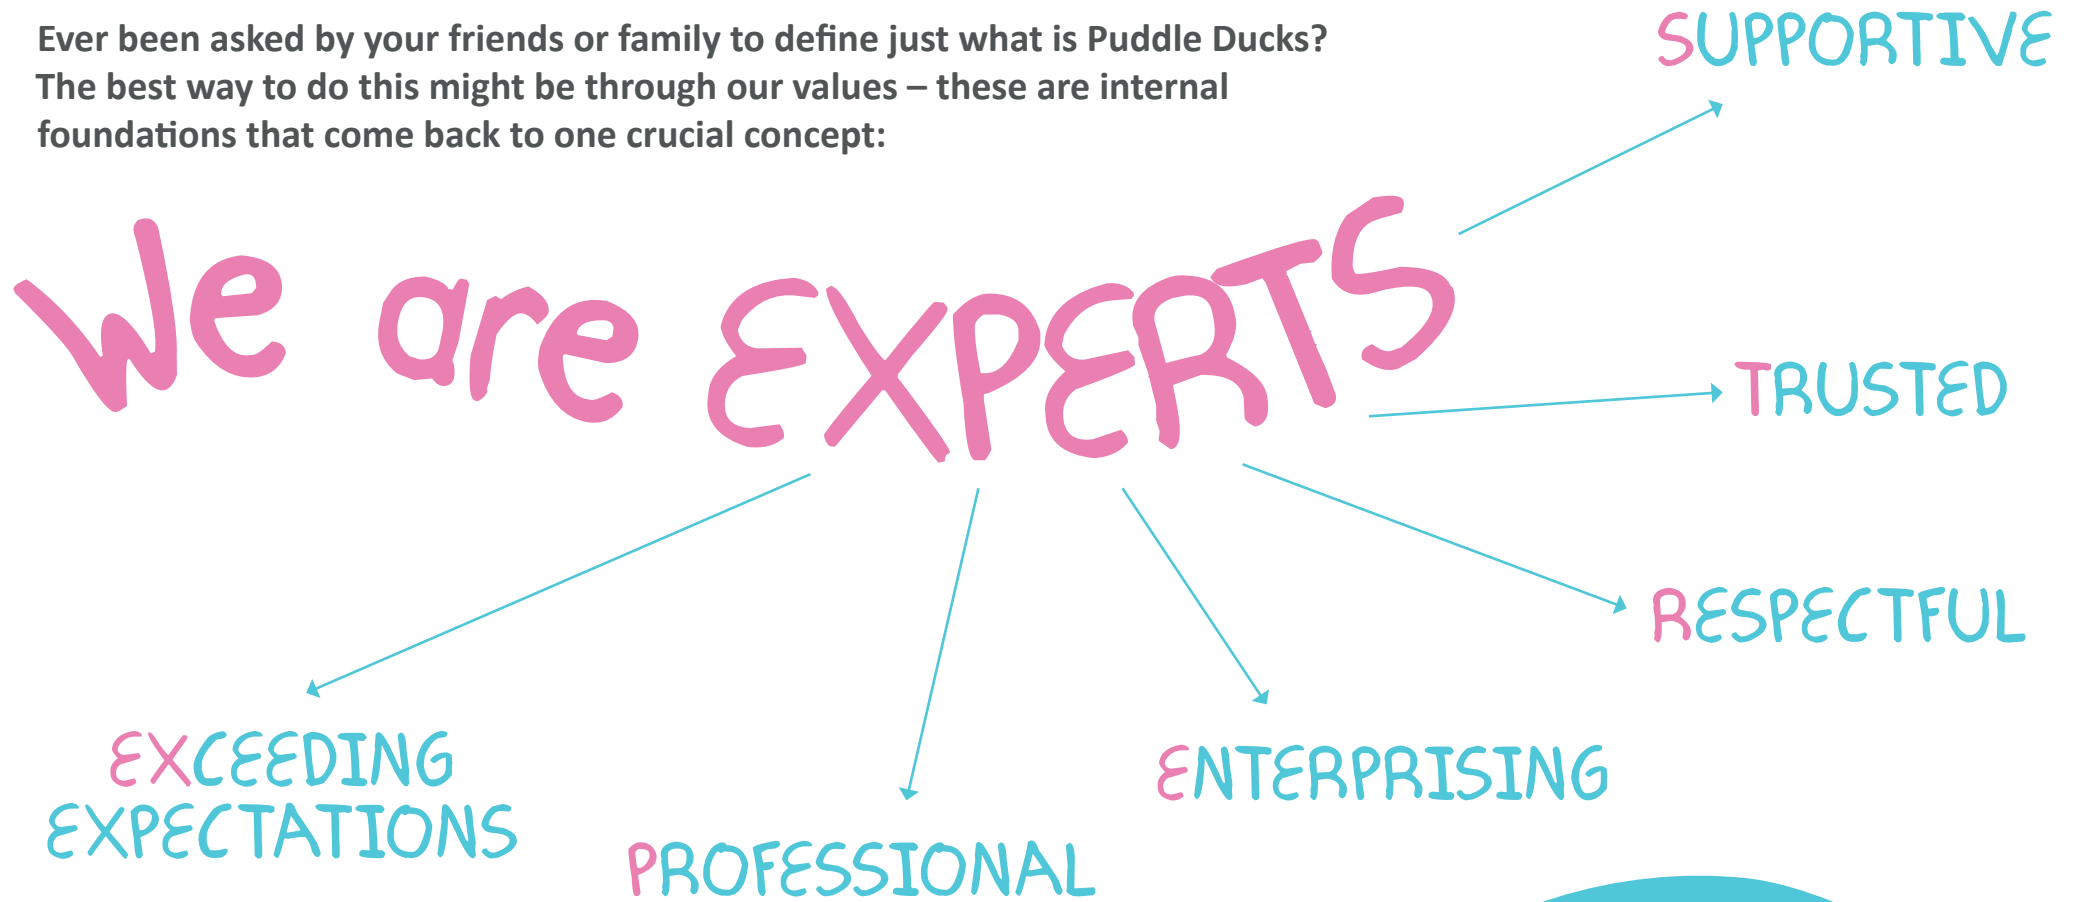 Ever been asked by your friends or family to define just what is Puddle Ducks?
The best way to do this might be through our values – these are internal
foundations that come back to one crucial concept:
We are EXPERTS
SUPPORTIVE
TRUSTED
RESPECTFUL
ENTERPRISING
PROFESSIONAL
EXCEEDING
EXPECTATIONS